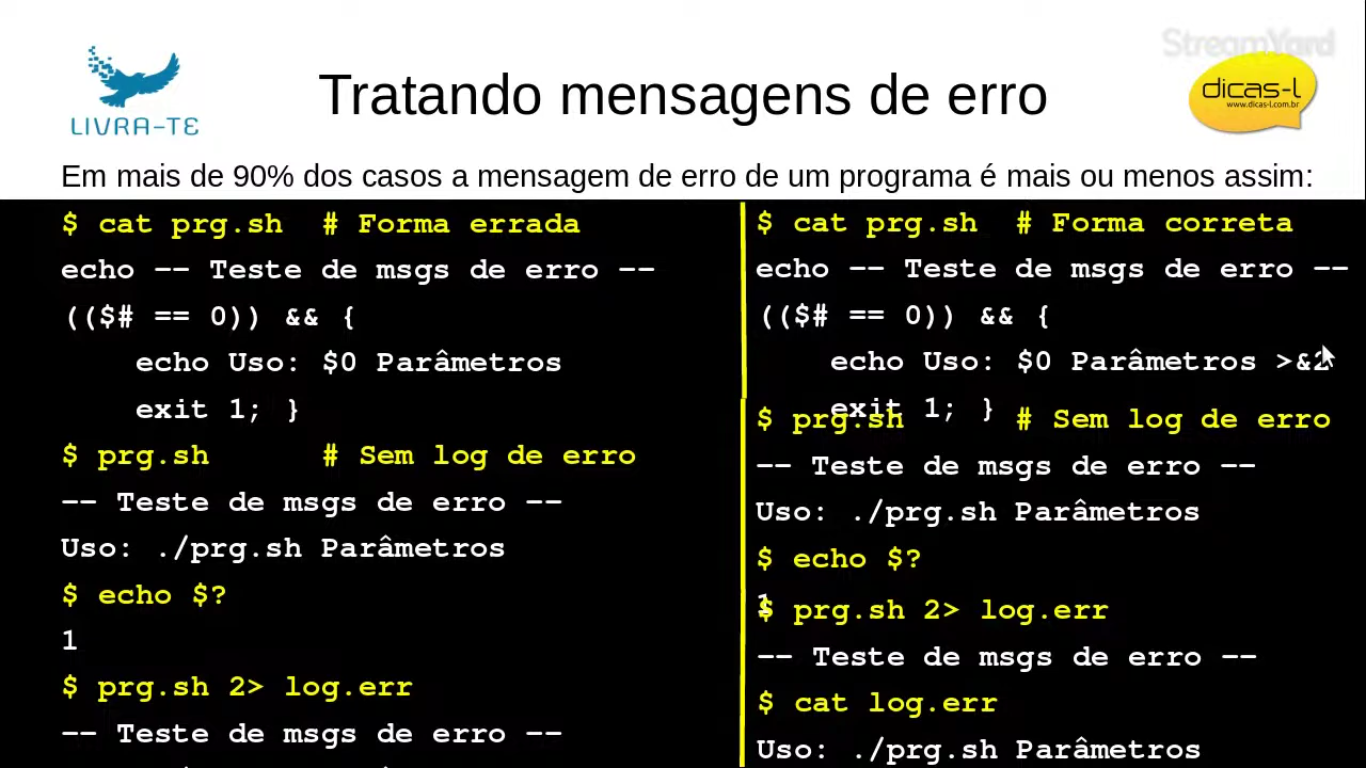 StreamYard
LIVRA-TE
Tratando mensagens de erro
dicas-l
www.dicas-l.com.br
Em mais de 90% dos casos a mensagem de erro de um programa é mais ou menos assim:
$ cat prg.sh # Forma errada
echo -- Teste de msgs de erro --
(($# == 0)) && {
echo Uso: $0 Parâmetros
exit 1; }
$ prg.sh # Sem log de erro
-- Teste de msgs de erro --
Uso: ./prg.sh Parâmetros
$ echo $?
1
$ prg.sh 2> log.err
-- Teste de msgs de erro --
$ cat prg.sh # Forma correta
echo -- Teste de msgs de erro --
(($# == 0)) && {
echo Uso: $0 Parâmetros >&2
exit 1; }
$ prg.sh # Sem log de erro
-- Teste de msgs de erro --
Uso: ./prg.sh Parâmetros
$ echo $?
1
$ prg.sh 2> log.err
-- Teste de msgs de erro --
$ cat log.err
Uso: ./prg.sh Parâmetros